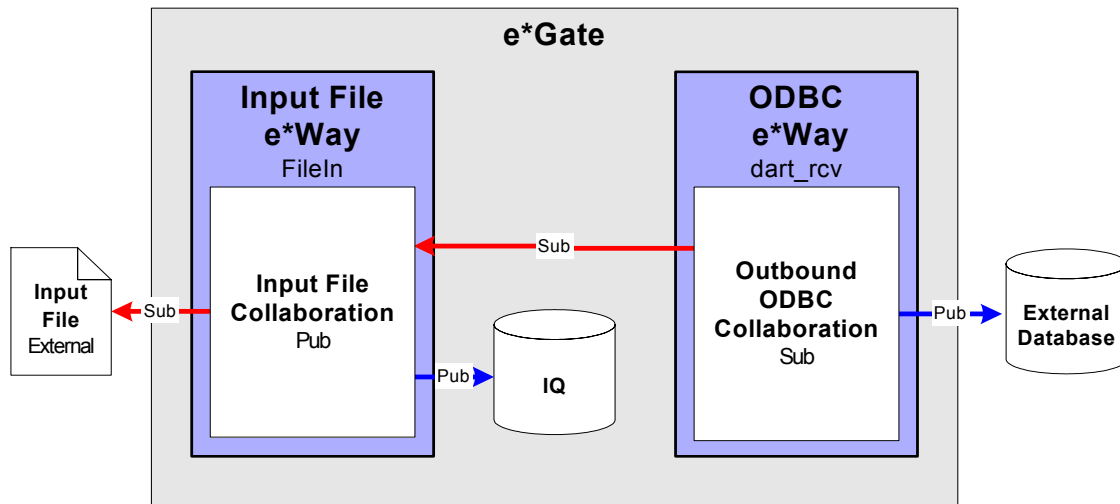 e*Gate
Input File
e*Way
FileIn
Input File
Collaboration
Pub
ODBC
e*Way
dart_rcv
Outbound
ODBC
Collaboration
Sub
Sub
Input
File
External
Sub
Pub
IQ
Pub
External
Database